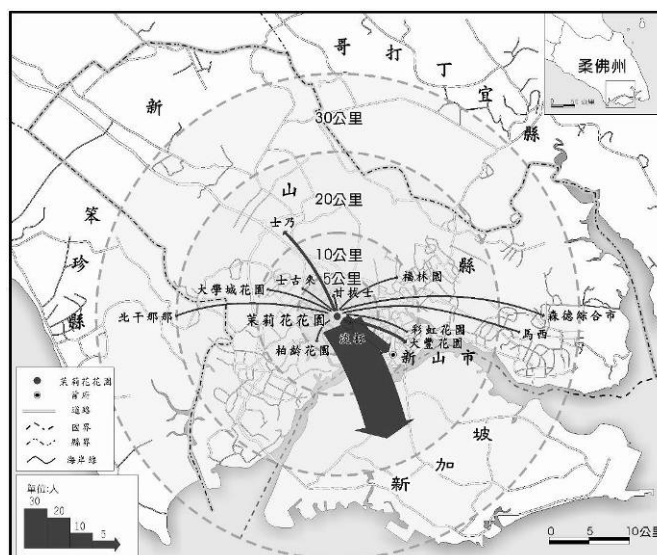 柔佛州
哥打丁宜縣
新山縣
笨珍縣
30公里
20公里
10公里
5公里
士乃
士古來
甘拔士
福林園
大學城花園
北干那那
茉莉花花園
森德綜合市
馬西
彩虹花園
大豐花園
柏齡花園
新山市
新加坡
茉莉花花園
首府
道路
國界
縣界
海岸線
單位:人
30
20
10
5
0 5 10公里